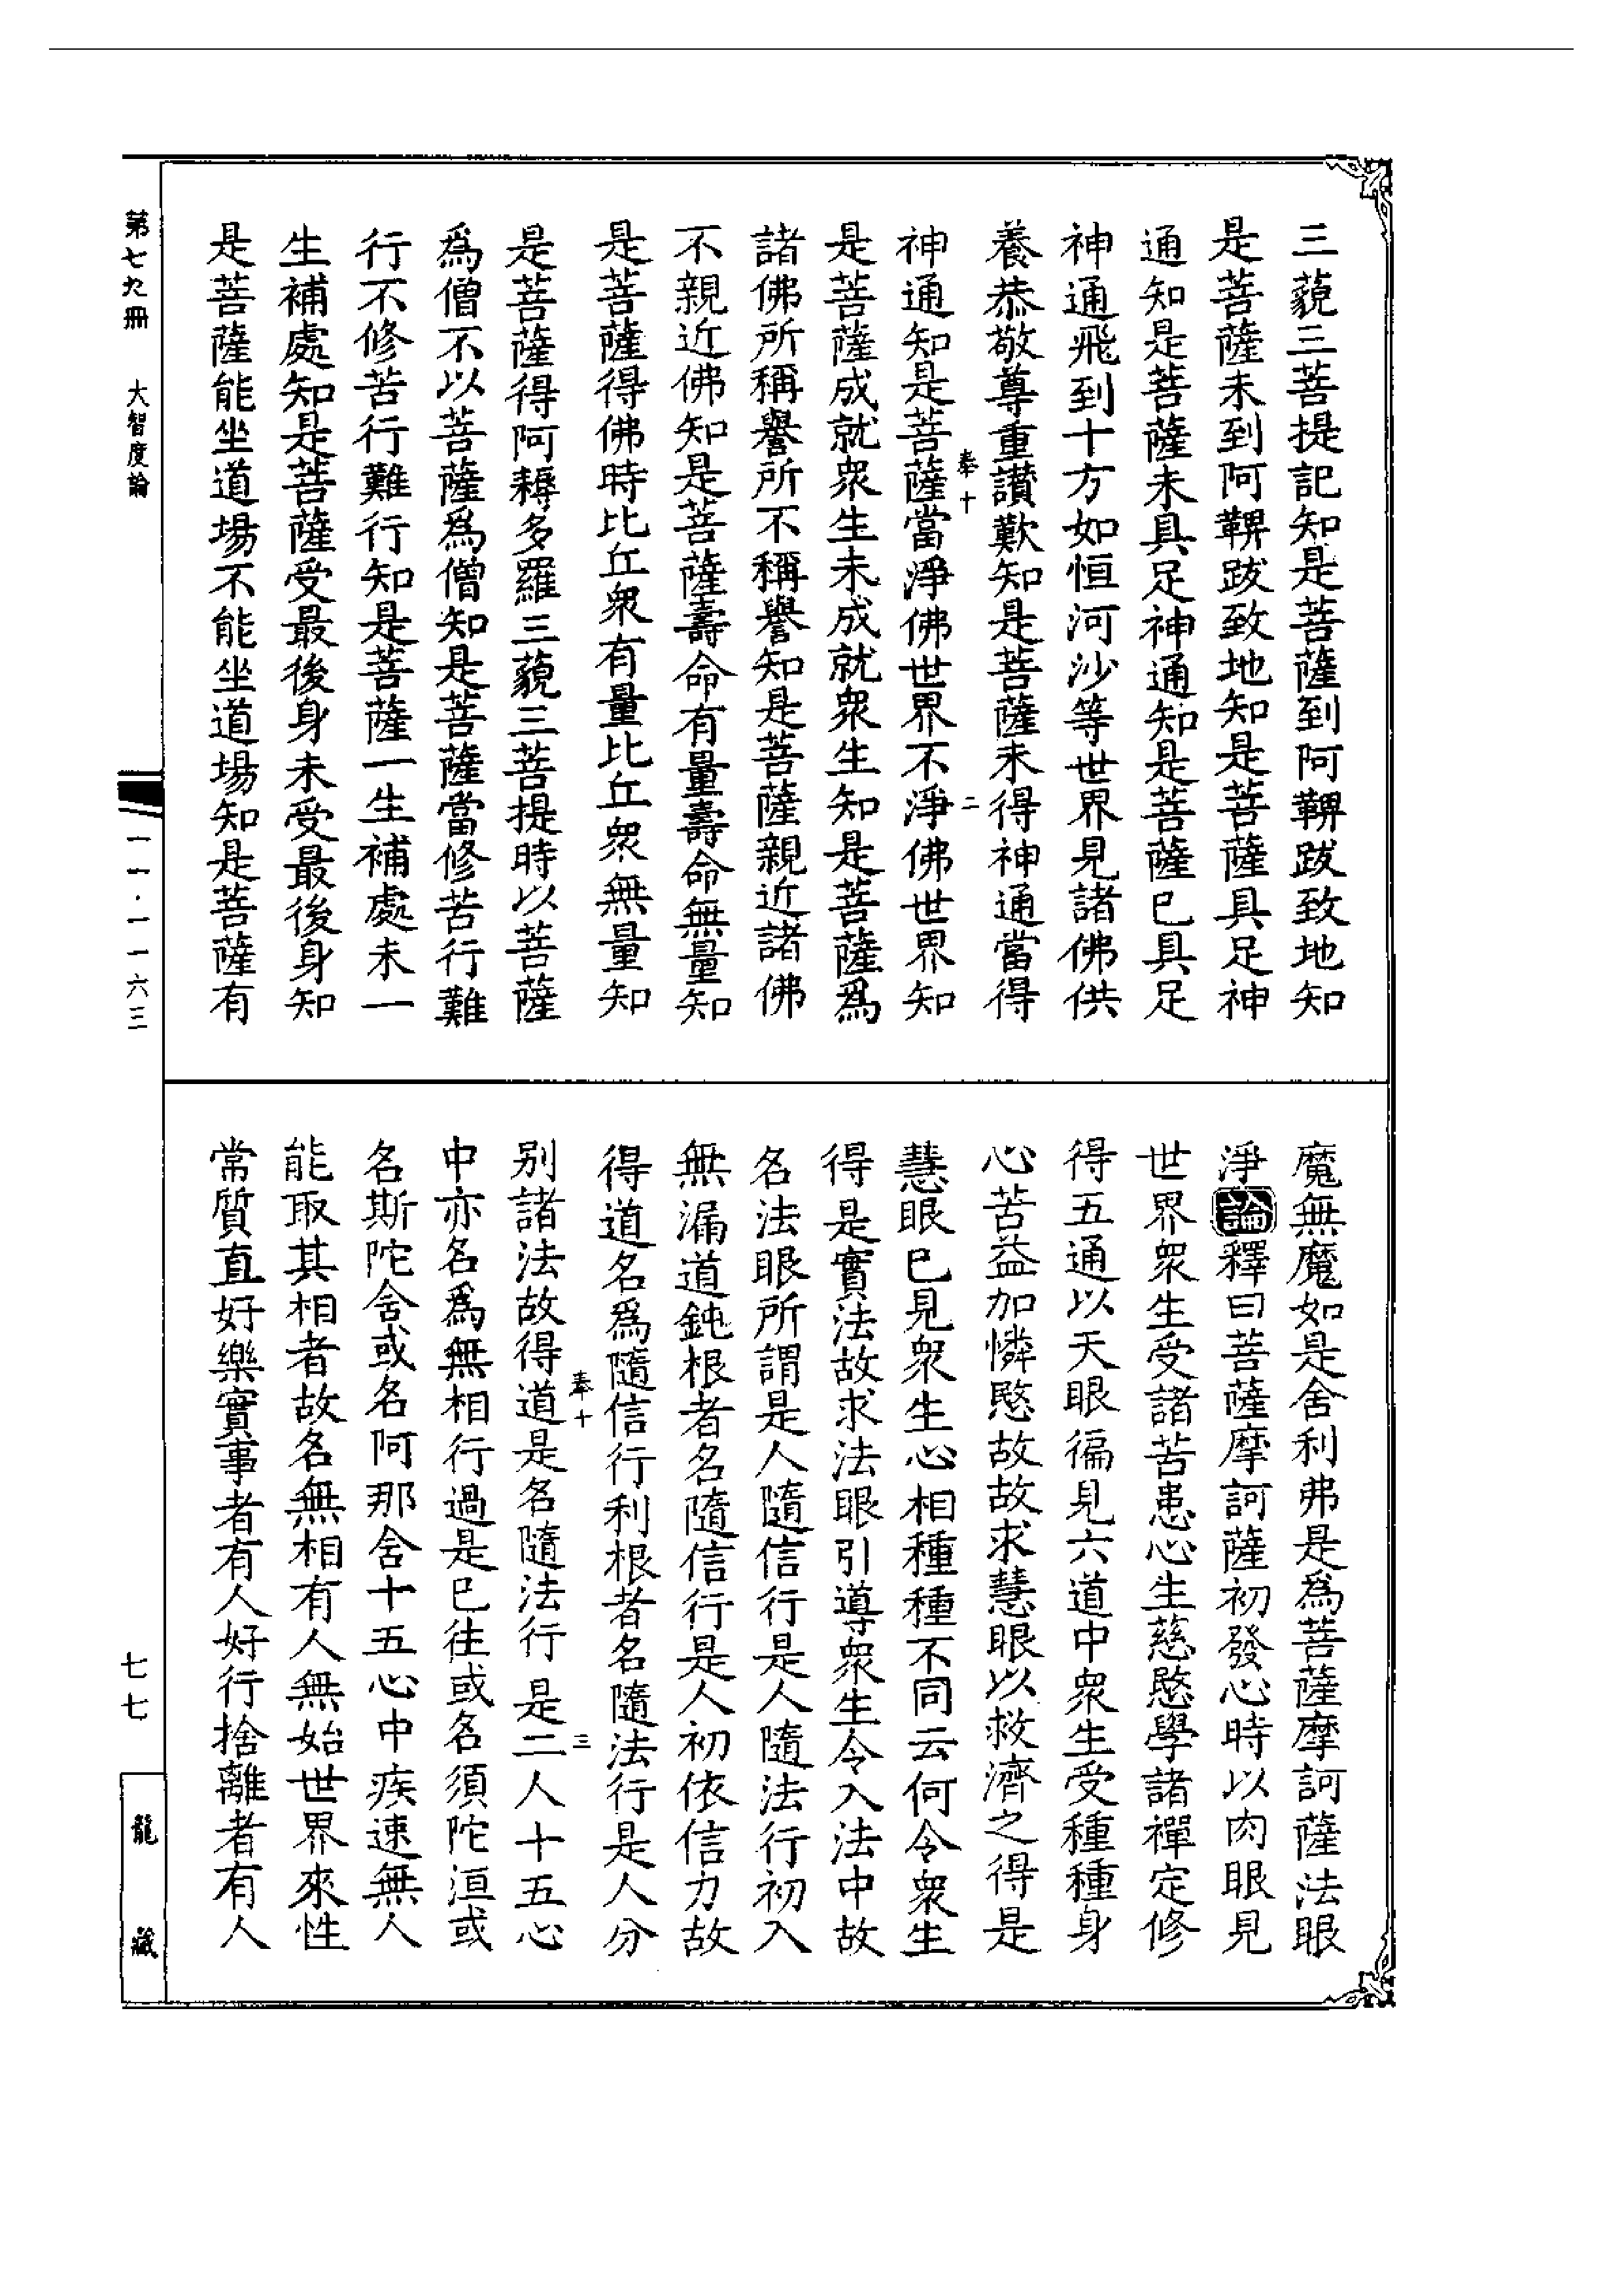 三藐三菩提記知是菩薩到阿鞞跋致地知
是菩薩未到阿鞞跋致地知是菩薩具足神
通知是菩薩未具足神通知是菩薩已具足
神通飛到十方如恒河沙等世界見諸佛供
養恭敬尊重讃歎知是菩薩未得神通當得
奉十
二
神通知是菩薩當淨佛世界不淨佛世界知
是菩薩成就衆生未成就衆生知是菩薩爲
諸佛所稱譽所不稱譽知是菩薩親近諸佛
不親近佛知是菩薩壽命有量壽命無量知
是菩薩得佛時比丘衆有量比丘衆無量知
是菩薩得阿耨多羅三藐三菩提時以菩薩
爲僧不以菩薩爲僧知是菩薩當修苦行難
行不修苦行難行知是菩薩一生補處未一
生補處知是菩薩受最後身未受最後身知
是菩薩能坐道場不能坐道場知是菩薩有
魔無魔如是舍利弗是爲菩薩摩訶薩法眼
淨論釋曰菩薩摩訶薩初發心時以肉眼見
世界衆生受諸苦患心生慈愍學諸禪定修
得五通以天眼徧見六道中衆生受種種身
心苦益加憐愍故故求慧眼以救濟之得是
慧眼已見衆生心相種種不同云何令衆生
得是實法故求法眼引導衆生令入法中故
名法眼所謂是人隨信行是人隨法行初入
無漏道鈍根者名隨信行是人初依信力故
得道名爲隨信行利根者名隨法行是人分
奉十
三
别諸法故得道是名隨法行是二人十五心
中亦名爲無相行過是已往或名須陀洹或
名斯陀含或名阿那含十五心中疾速無人
能取其相者故名無相有人無始世界來性
常質直好樂實事者有人好行捨離者有人
第七九冊 大智度論
一一·一一六三
七七
龍藏